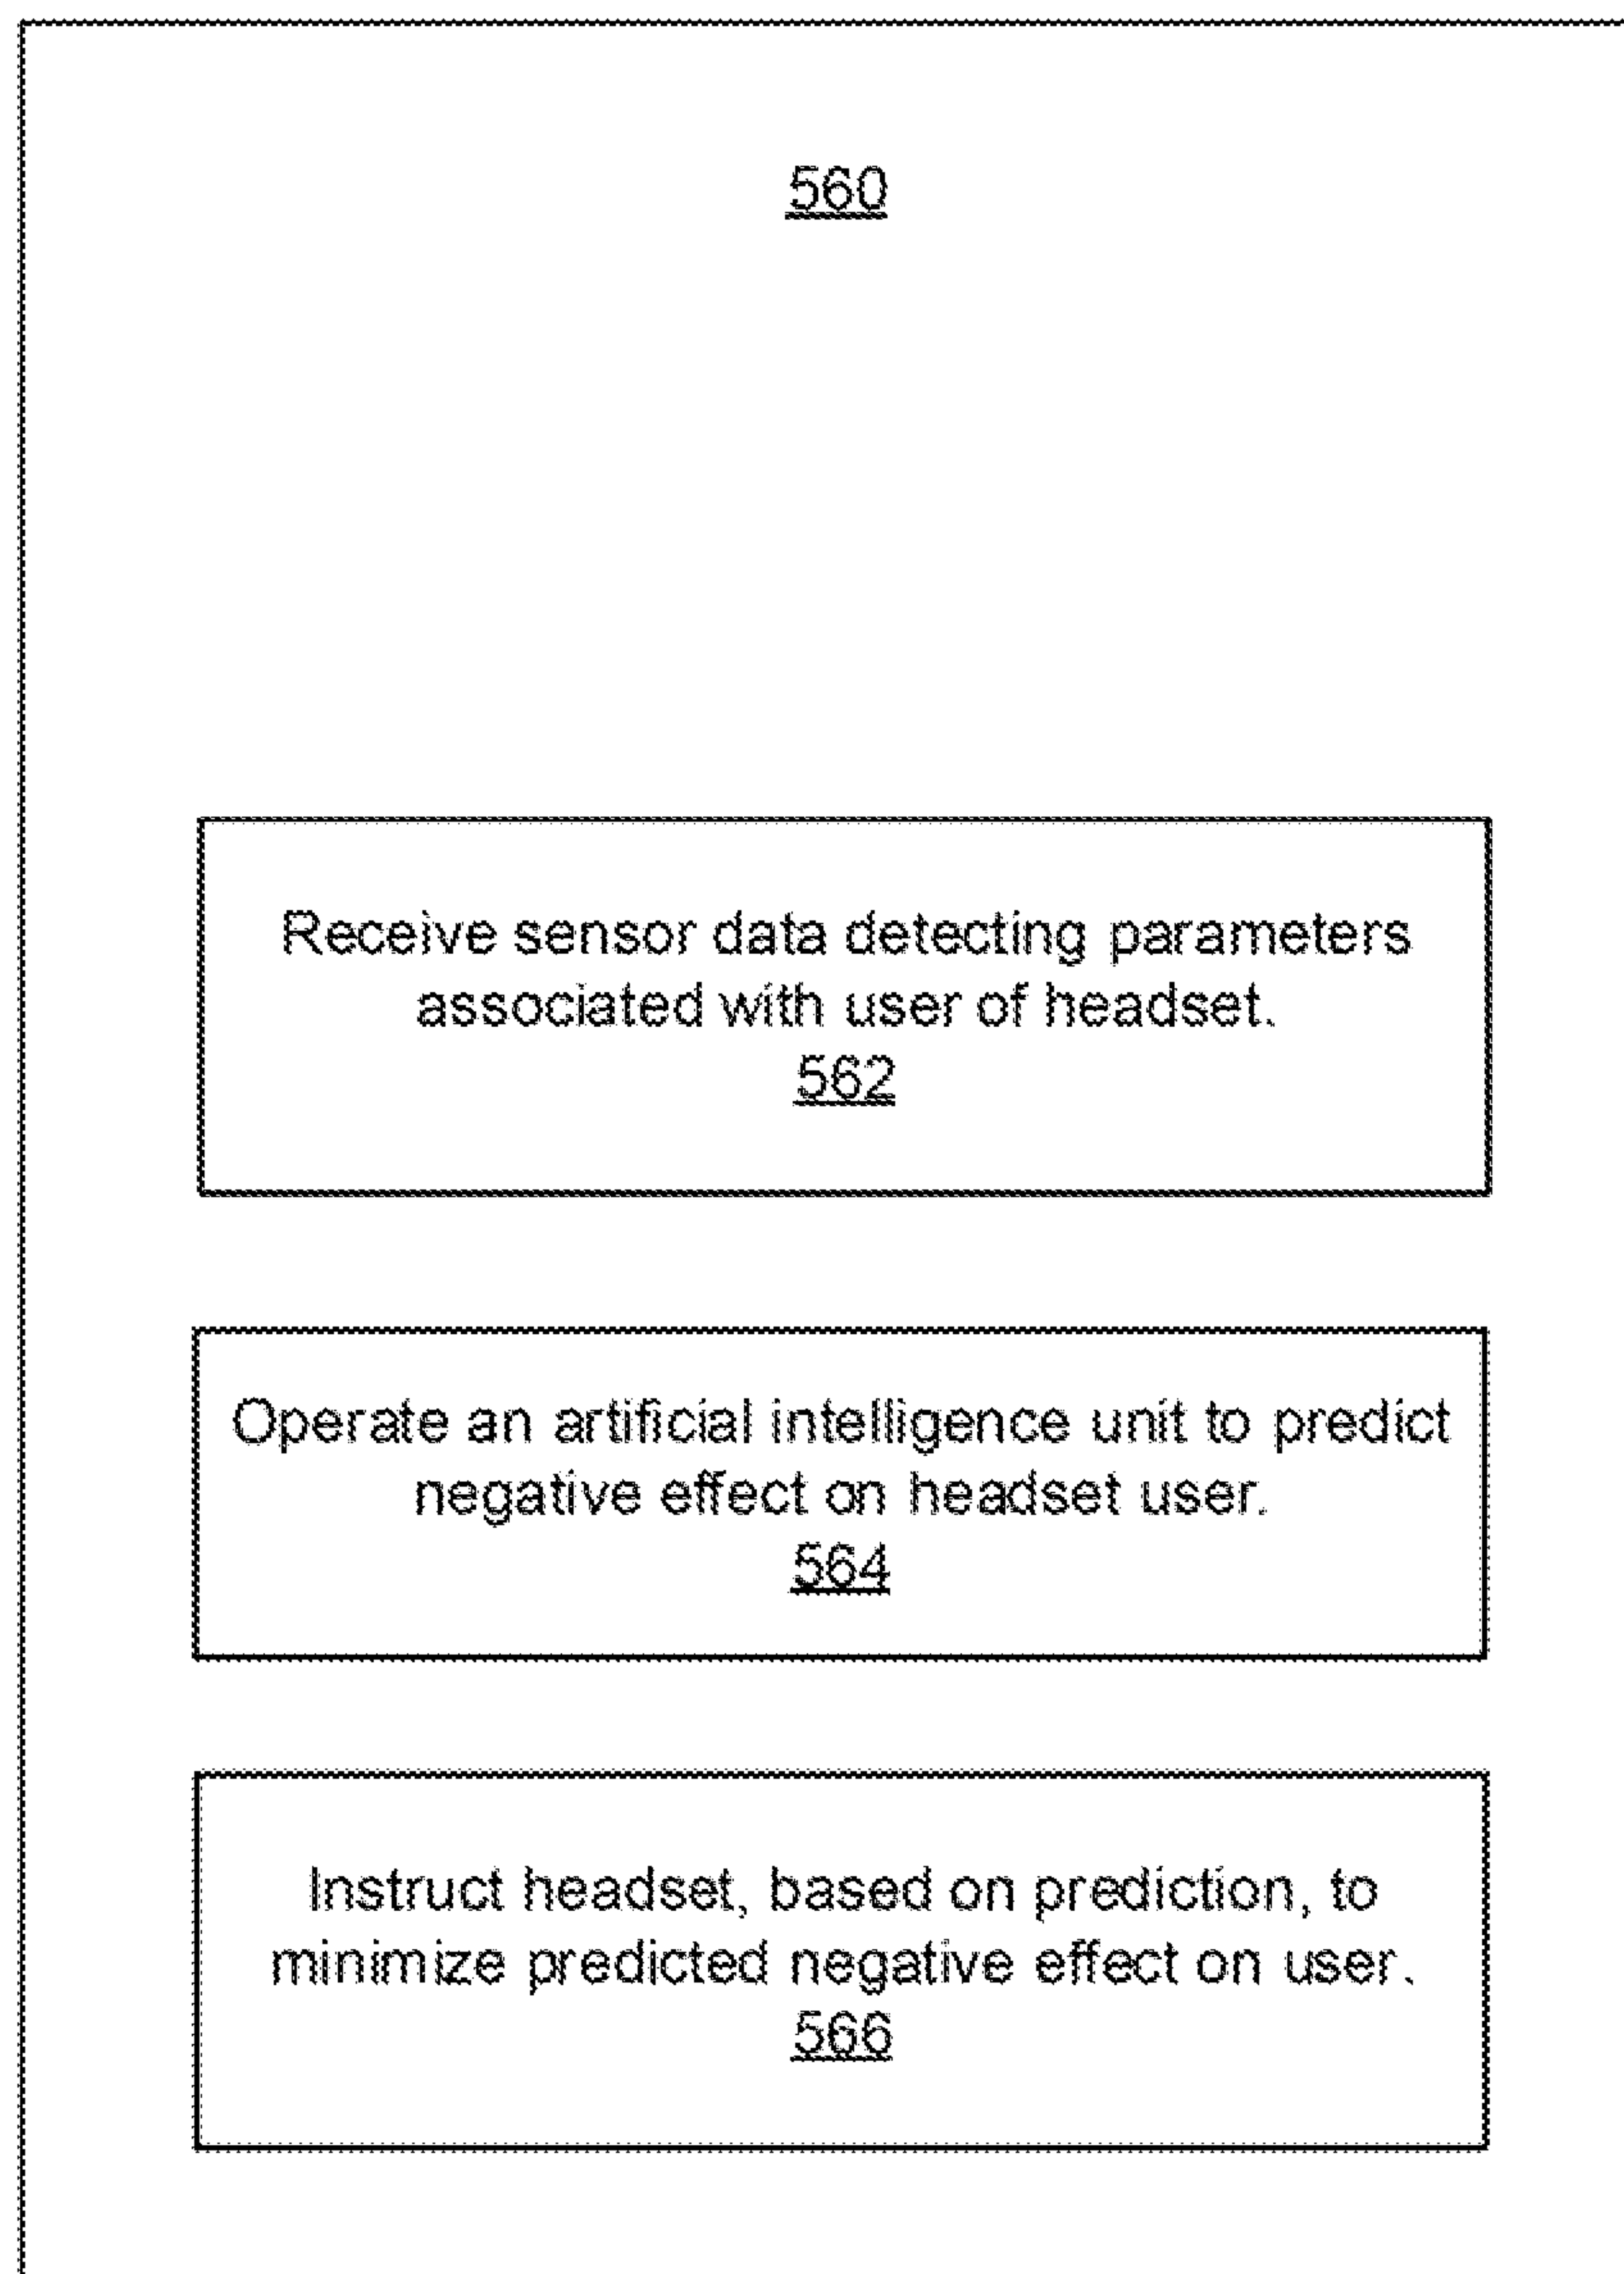 560
Receive sensor data detecting parameters
associated with user of headset.
562
Operate an artificial intelligence unit to predict
negative effect on headset user.
564
Instruct headset, based on prediction, to
minimize predicted negative effect on user.
566